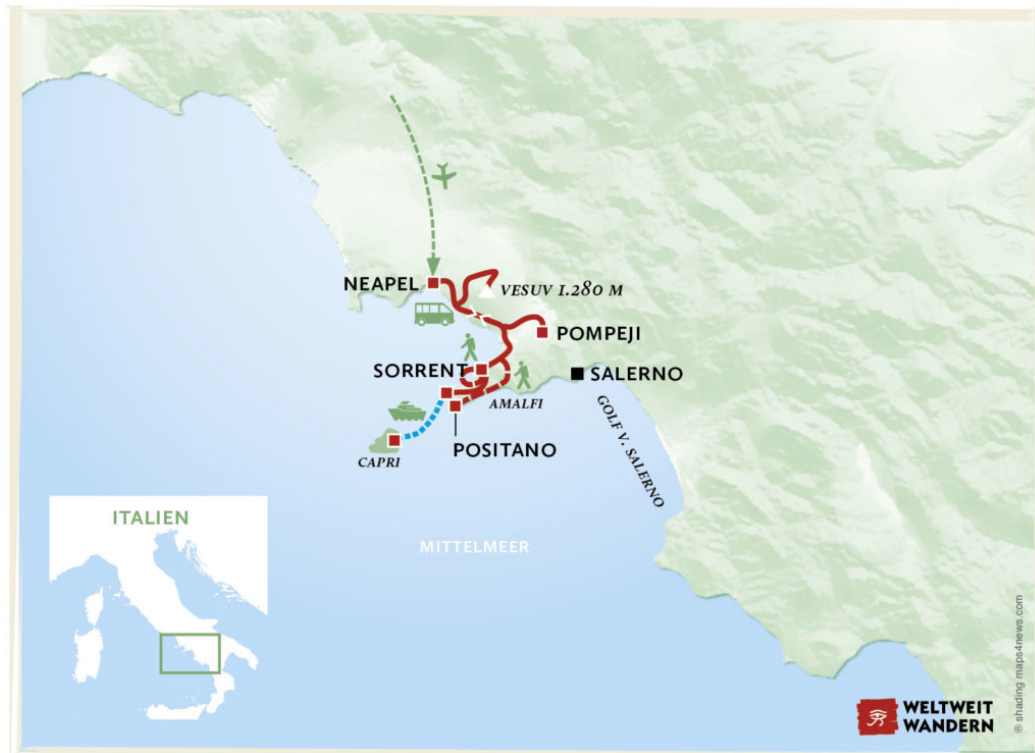 NEAPEL
VESUV 1.280 M
POMPEJI
SORRENT
SALERNO
AMALFI
GOLF V. SALERNO
POSITANO
CAPRI
ITALIEN
MITTELMEER
WELTWEIT
WANDERN
® shading maps4news.com